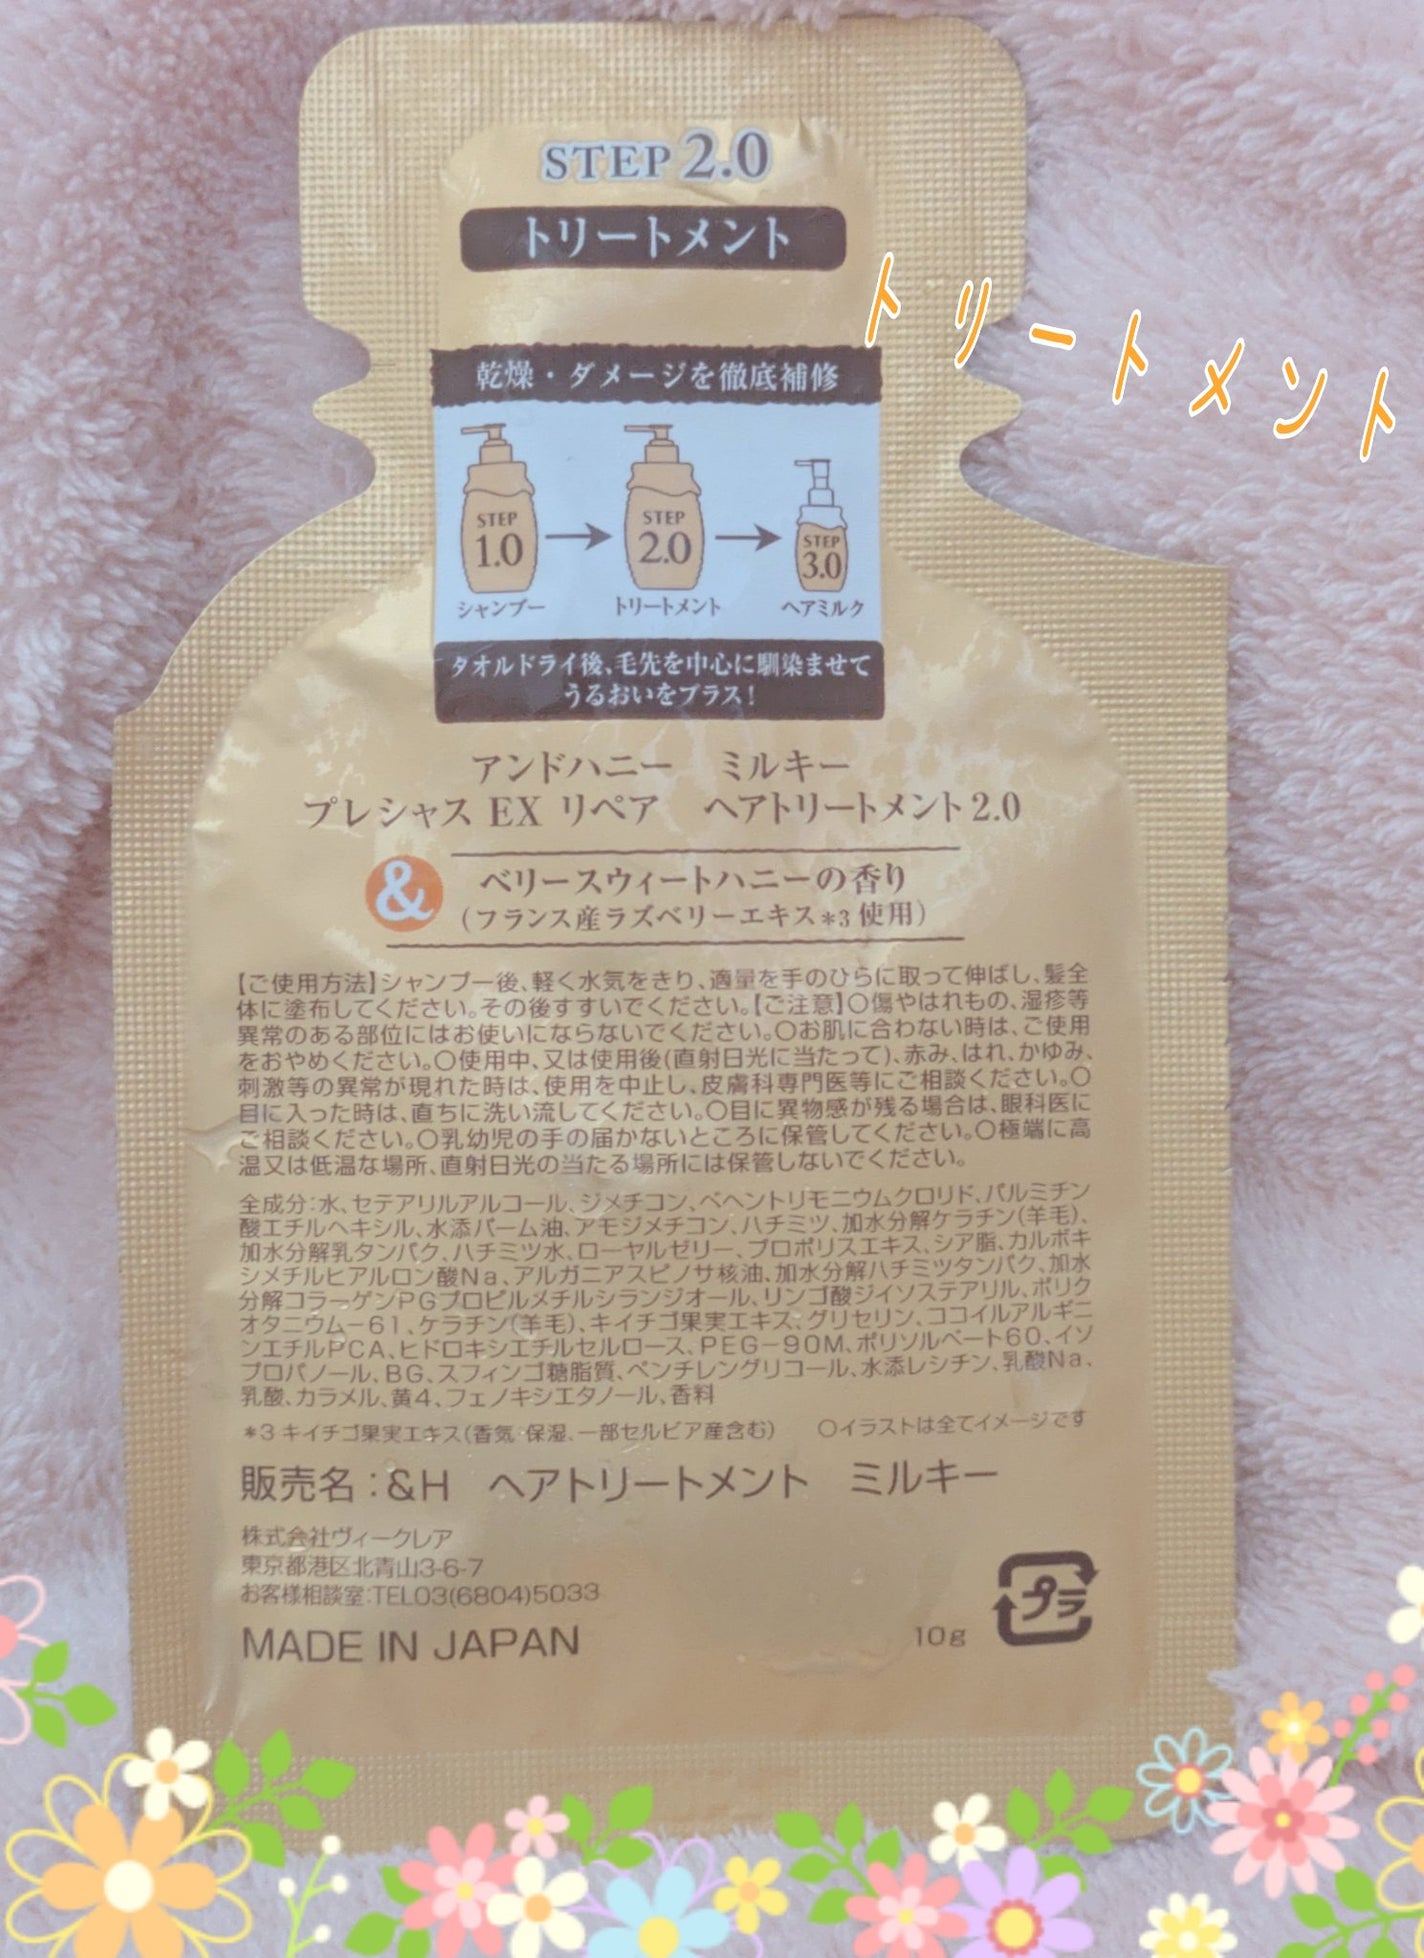 STEP 2.0
トリートメント
トリートメント
乾燥・ダメージを徹底補修
STEP
1.0
シャンプー
STEP
2.0
トリートメント
STEP
3.0
ヘアミルク
タオルドライ後、毛先を中心に馴染ませて
うるおいをプラス!
アンドハニー ミルキー
プレシャス EX リペア ヘアトリートメント2.0
&
ベリースウィートハニーの香り
(フランス産ラズベリーエキス*3使用)
【ご使用方法】シャンプー後、軽く水気をきり、適量を手のひらに取って伸ばし、髪全
体に塗布してください。その後すすいでください。【ご注意】○傷やはれもの、湿疹等
異常のある部位にはお使いにならないでください。○お肌に合わない時は、ご使用
をおやめください。○使用中、又は使用後(直射日光に当たって)、赤み、はれ、かゆみ、
刺激等の異常が現れた時は、使用を中止し、皮膚科専門医等にご相談ください。○
目に入った時は、直ちに洗い流してください。○目に異物感が残る場合は、眼科医に
ご相談ください。○乳幼児の手の届かないところに保管してください。○極端に高
温又は低温な場所、直射日光の当たる場所には保管しないでください。
全成分:水、セテアリルアルコール、ジメチコン、ベヘントリモニウムクロリド、パルミチン
酸エチルヘキシル、水添パーム油、アモジメチコン、ハチミツ、加水分解ケラチン(羊毛)、
加水分解乳タンパク、ハチミツ水、ローヤルゼリー、プロポリスエキス、シア脂、カルボキ
シメチルヒアルロン酸Na、アルガニアスピノサ核油、加水分解ハチミツタンパク、加水
分解コラーゲンPGプロピルメチルシランジオール、リンゴ酸ジイソステアリル、ポリク
オタニウム-61、ケラチン(羊毛)、キイチゴ果実エキス、グリセリン、ココイルアルギニ
ンエチルPCA、ヒドロキシエチルセルロース、PEG-90M、ポリソルベート60、イソ
プロパノール、BG、スフィンゴ糖脂質、ペンチレングリコール、水添レシチン、乳酸Na、
乳酸、カラメル、黄4、フェノキシエタノール、香料
*3 キイチゴ果実エキス(香気・保湿、一部セルビア産含む) ○イラストは全てイメージです
販売名:&H ヘアトリートメント ミルキー
株式会社ヴィークレア
東京都港区北青山3-6-7
お客様相談室:TEL03(6804)5033
MADE IN JAPAN
10g
プラ